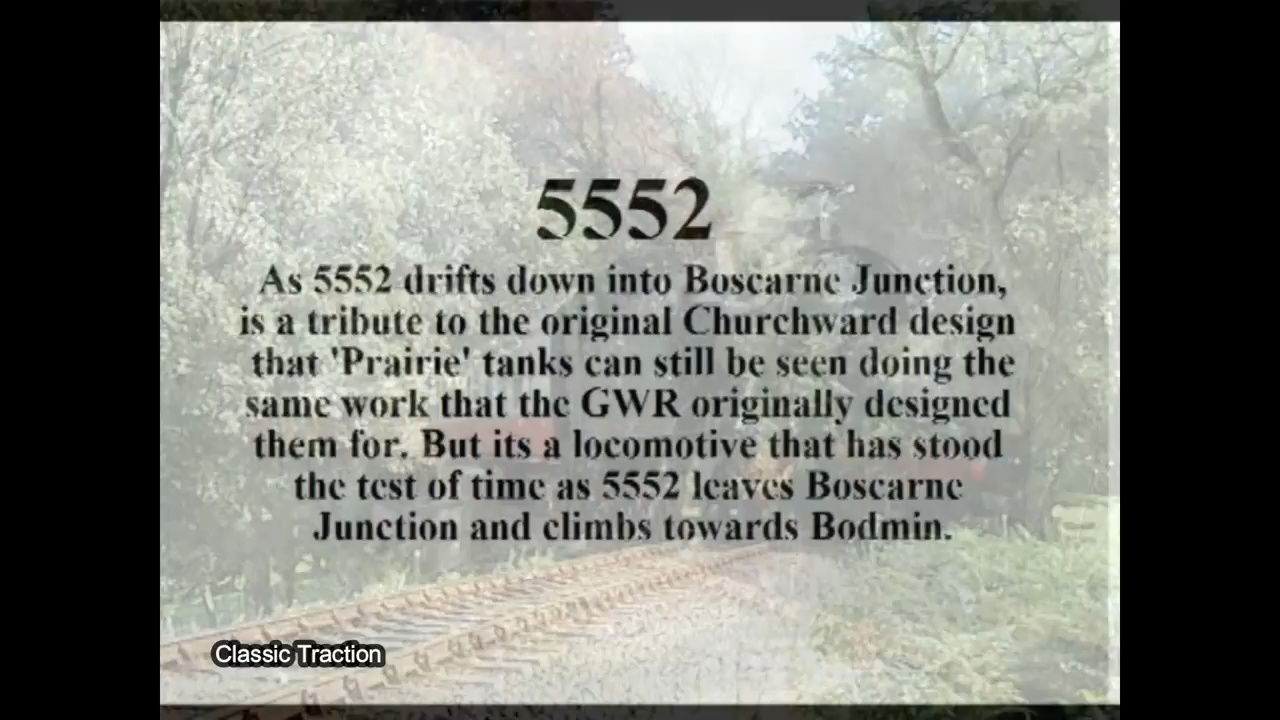 5552
As 5552 drifts down into Boscarne Junction,
is a tribute to the original Churchward design
that 'Prairie' tanks can still be seen doing the
same work that the GWR originally designed
them for. But its a locomotive that has stood
the test of time as 5552 leaves Boscarne
Junction and climbs towards Bodmin.
Classic Traction